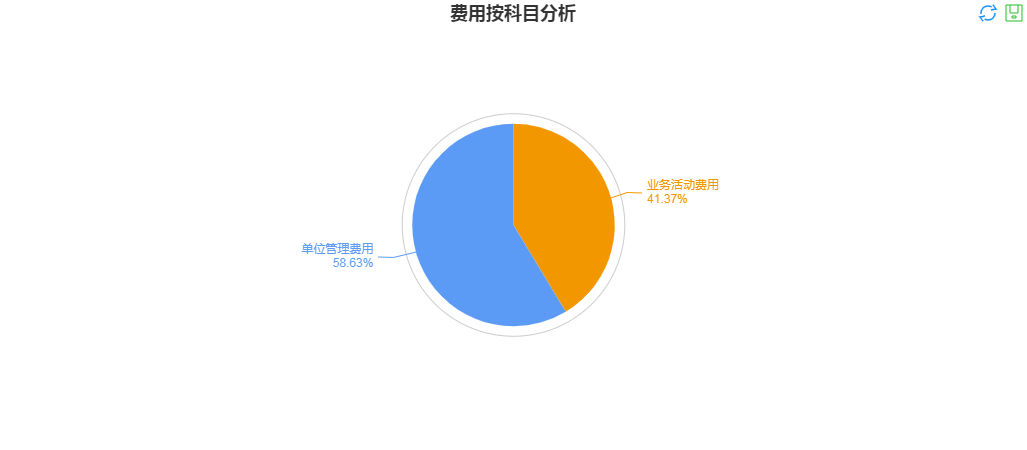 费用按科目分析
业务活动费用
41.37%
单位管理费用
58.63%